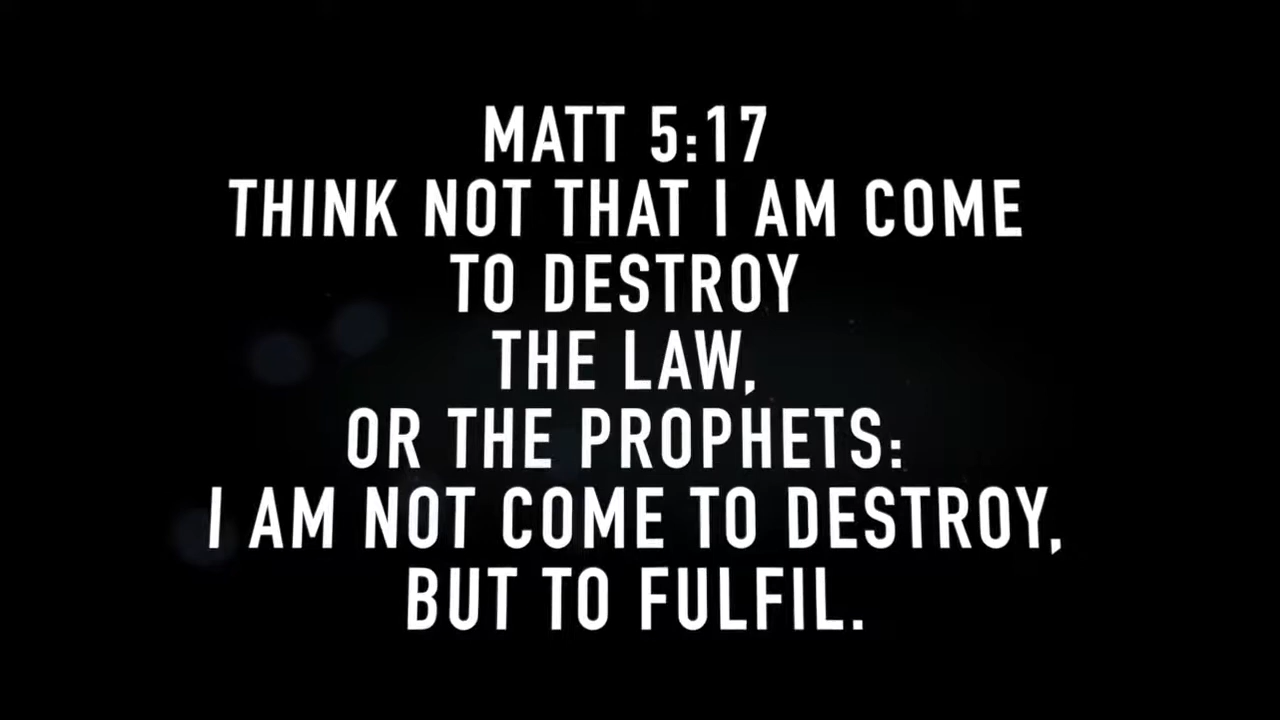 MATT 5:17
THINK NOT THAT I AM COME
TO DESTROY
THE LAW,
OR THE PROPHETS:
I AM NOT COME TO DESTROY,
BUT TO FULFIL.